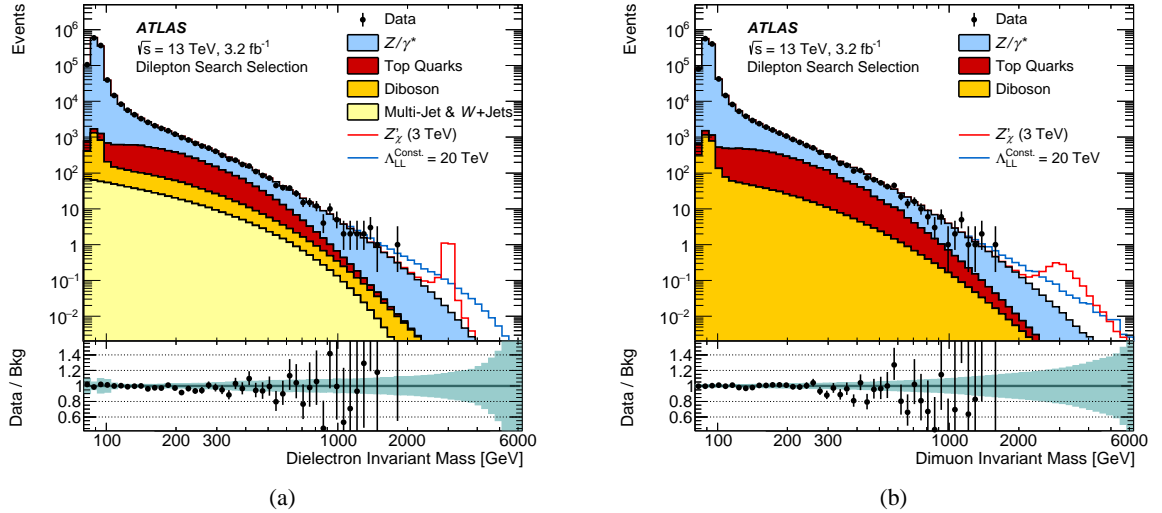 ATLAS
√s = 13 TeV, 3.2 fb⁻¹
Dilepton Search Selection
Data
Z/γ*
Top Quarks
Diboson
Multi-Jet & W+Jets
Z'χ (3 TeV)
Λ LL Const. = 20 TeV
Events
10⁶
10⁵
10⁴
10³
10²
10
1
10⁻¹
10⁻²
Data / Bkg
1.4
1.2
1
0.8
0.6
100 200 300 1000 2000 6000
Dielectron Invariant Mass [GeV]
(a)
ATLAS
√s = 13 TeV, 3.2 fb⁻¹
Dilepton Search Selection
Data
Z/γ*
Top Quarks
Diboson
Z'χ (3 TeV)
Λ LL Const. = 20 TeV
Events
10⁶
10⁵
10⁴
10³
10²
10
1
10⁻¹
10⁻²
Data / Bkg
1.4
1.2
1
0.8
0.6
100 200 300 1000 2000 6000
Dimuon Invariant Mass [GeV]
(b)